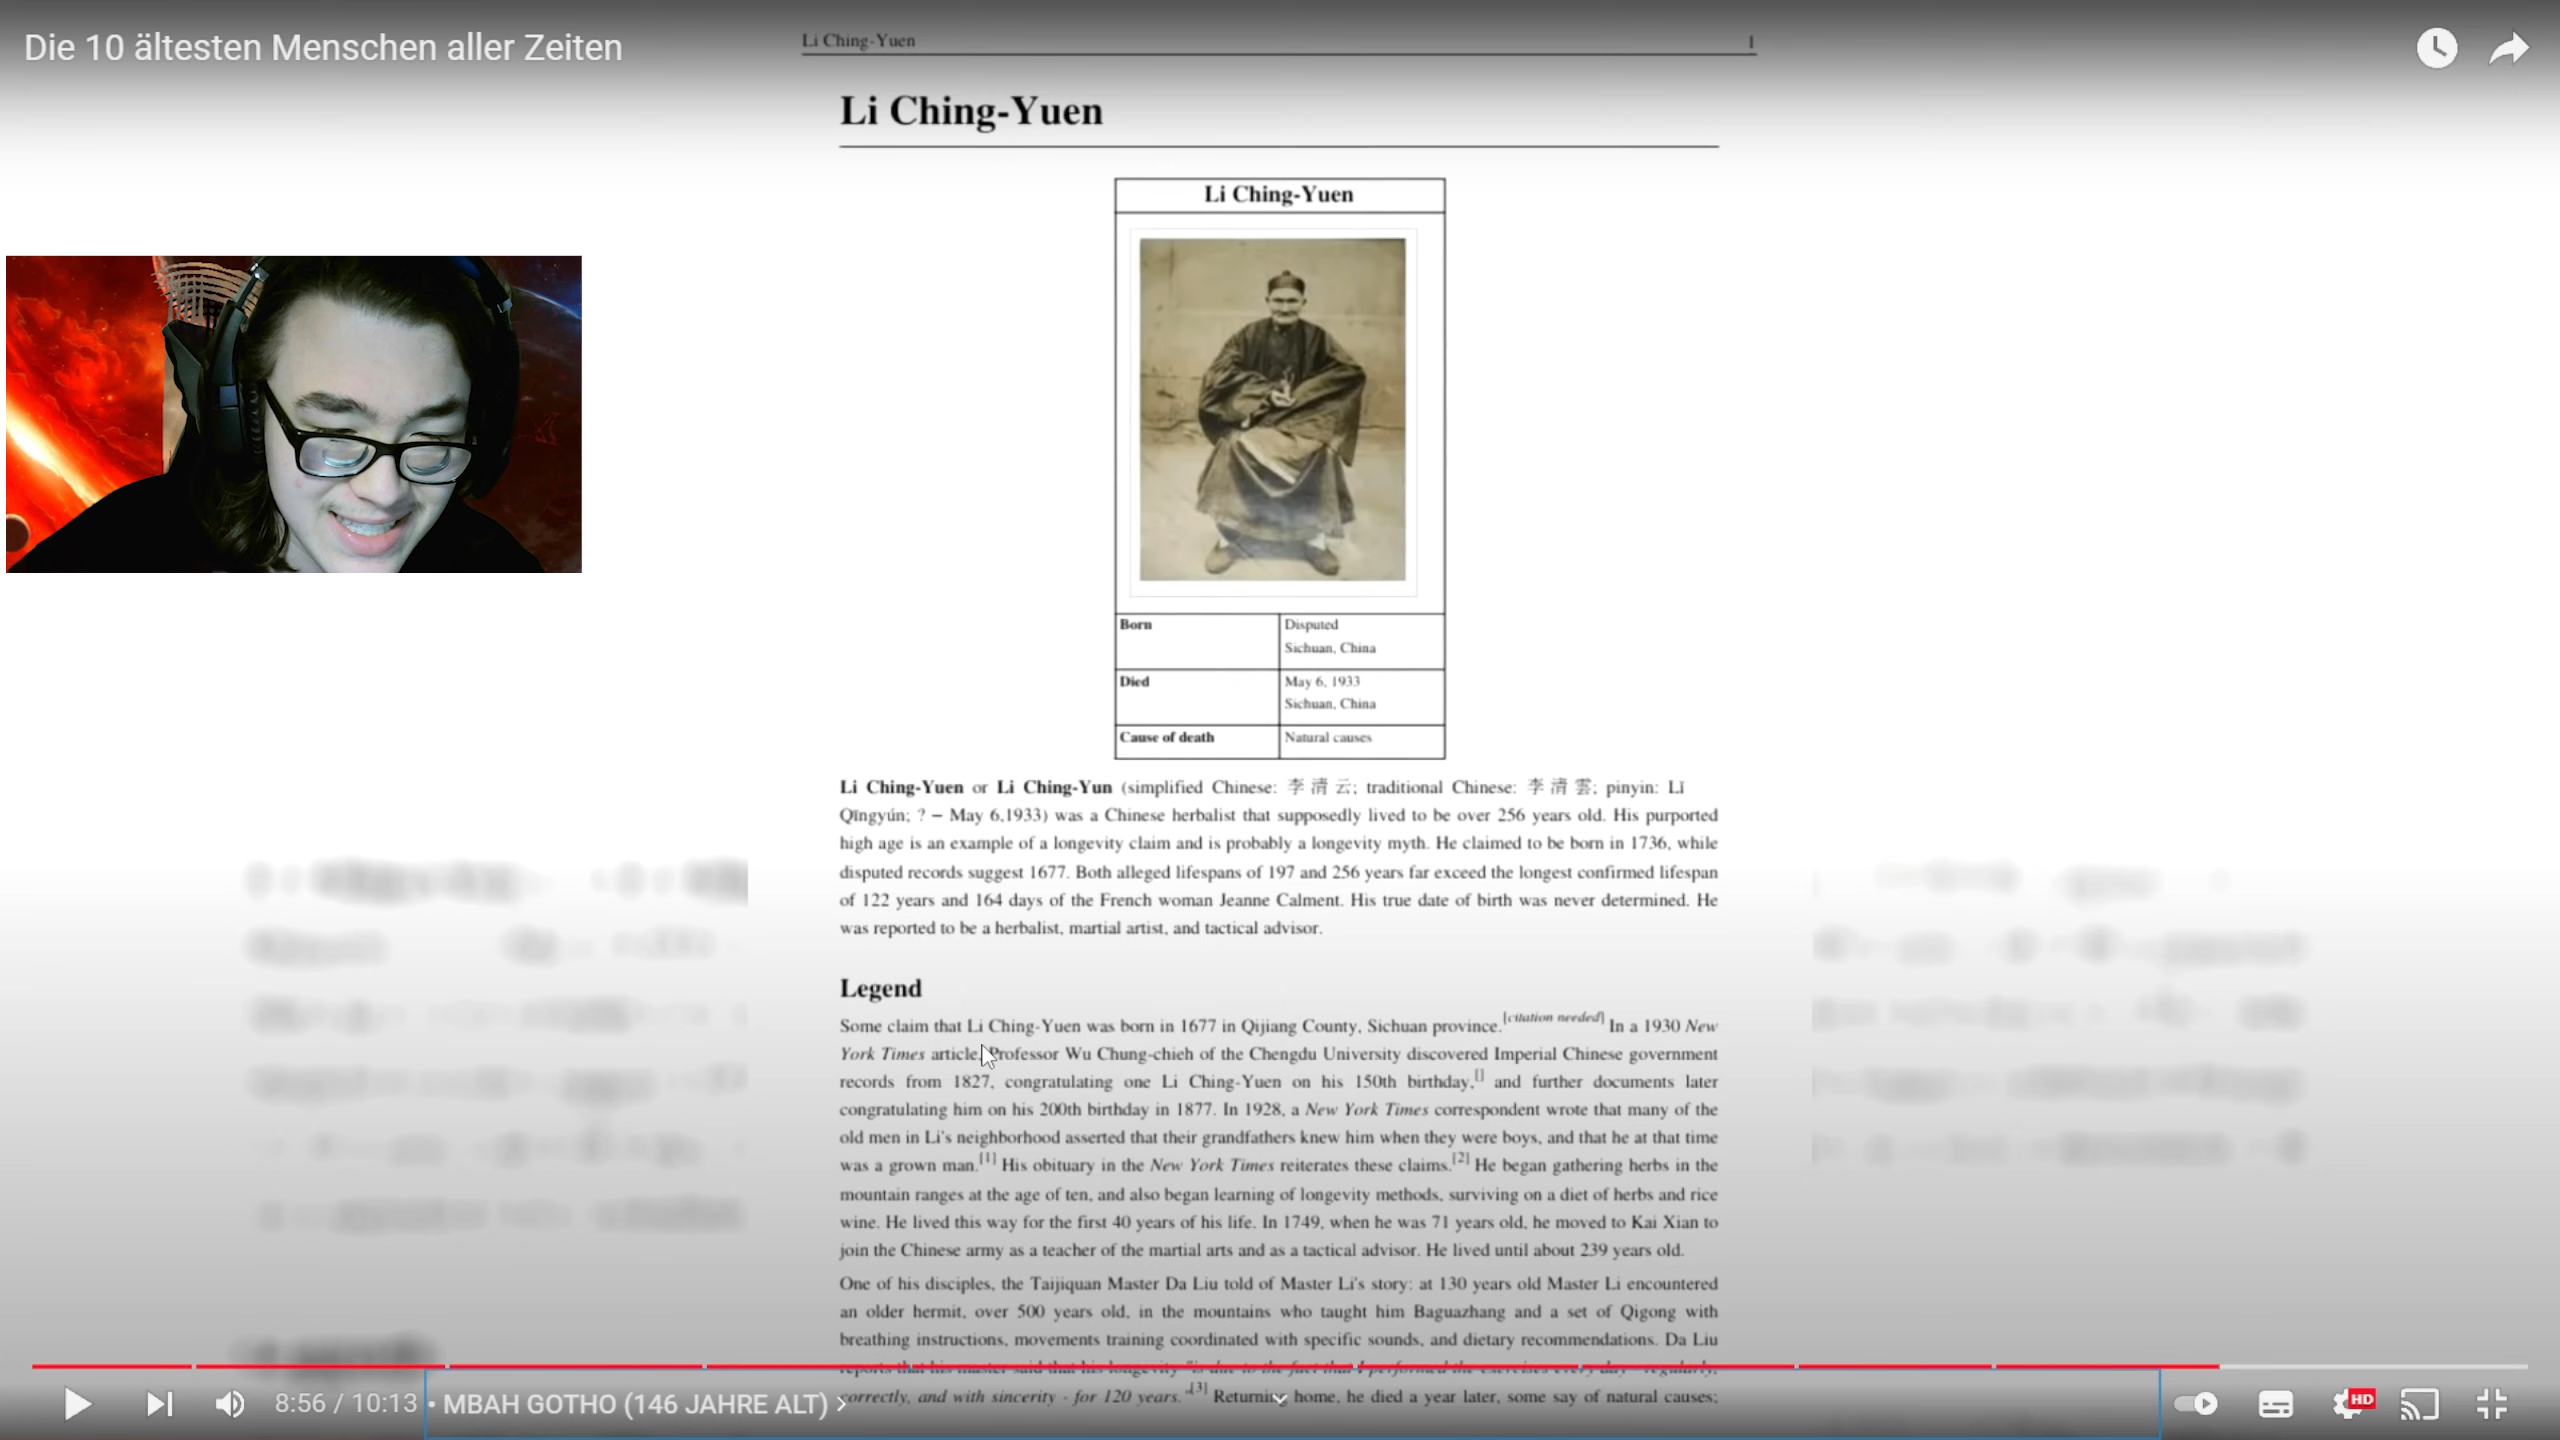 Die 10 ältesten Menschen aller Zeiten
Li Ching-Yuen 1
Li Ching-Yuen
Li Ching-Yuen
Born Disputed
Sichuan, China
Died May 6, 1933
Sichuan, China
Cause of death Natural causes
Li Ching-Yuen or Li Ching-Yun (simplified Chinese: 李清云; traditional Chinese: 李清雲; pinyin: Lǐ
Qīngyún; ? – May 6,1933) was a Chinese herbalist that supposedly lived to be over 256 years old. His purported
high age is an example of a longevity claim and is probably a longevity myth. He claimed to be born in 1736, while
disputed records suggest 1677. Both alleged lifespans of 197 and 256 years far exceed the longest confirmed lifespan
of 122 years and 164 days of the French woman Jeanne Calment. His true date of birth was never determined. He
was reported to be a herbalist, martial artist, and tactical advisor.
Legend
Some claim that Li Ching-Yuen was born in 1677 in Qijiang County, Sichuan province.[citation needed] In a 1930 New
York Times article, Professor Wu Chung-chieh of the Chengdu University discovered Imperial Chinese government
records from 1827, congratulating one Li Ching-Yuen on his 150th birthday,[] and further documents later
congratulating him on his 200th birthday in 1877. In 1928, a New York Times correspondent wrote that many of the
old men in Li's neighborhood asserted that their grandfathers knew him when they were boys, and that he at that time
was a grown man.[1] His obituary in the New York Times reiterates these claims.[2] He began gathering herbs in the
mountain ranges at the age of ten, and also began learning of longevity methods, surviving on a diet of herbs and rice
wine. He lived this way for the first 40 years of his life. In 1749, when he was 71 years old, he moved to Kai Xian to
join the Chinese army as a teacher of the martial arts and as a tactical advisor. He lived until about 239 years old.
One of his disciples, the Taijiquan Master Da Liu told of Master Li's story: at 130 years old Master Li encountered
an older hermit, over 500 years old, in the mountains who taught him Baguazhang and a set of Qigong with
breathing instructions, movements training coordinated with specific sounds, and dietary recommendations. Da Liu
reports that his master said that his longevity "is due to the fact that I performed the exercises every day - regularly,
correctly, and with sincerity - for 120 years."[3] Returning home, he died a year later, some say of natural causes;
8:56 / 10:13 • MBAH GOTHO (146 JAHRE ALT)
HD